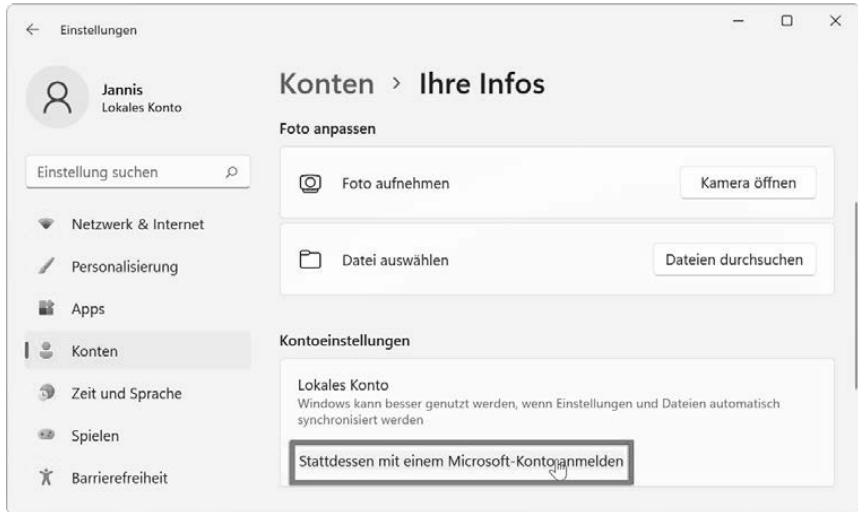 Einstellungen
Jannis
Lokales Konto
Einstellung suchen
Netzwerk & Internet
Personalisierung
Apps
Konten
Zeit und Sprache
Spielen
Barrierefreiheit
Konten > Ihre Infos
Foto anpassen
Foto aufnehmen
Kamera öffnen
Datei auswählen
Dateien durchsuchen
Kontoeinstellungen
Lokales Konto
Windows kann besser genutzt werden, wenn Einstellungen und Dateien automatisch
synchronisiert werden
Stattdessen mit einem Microsoft-Konto anmelden